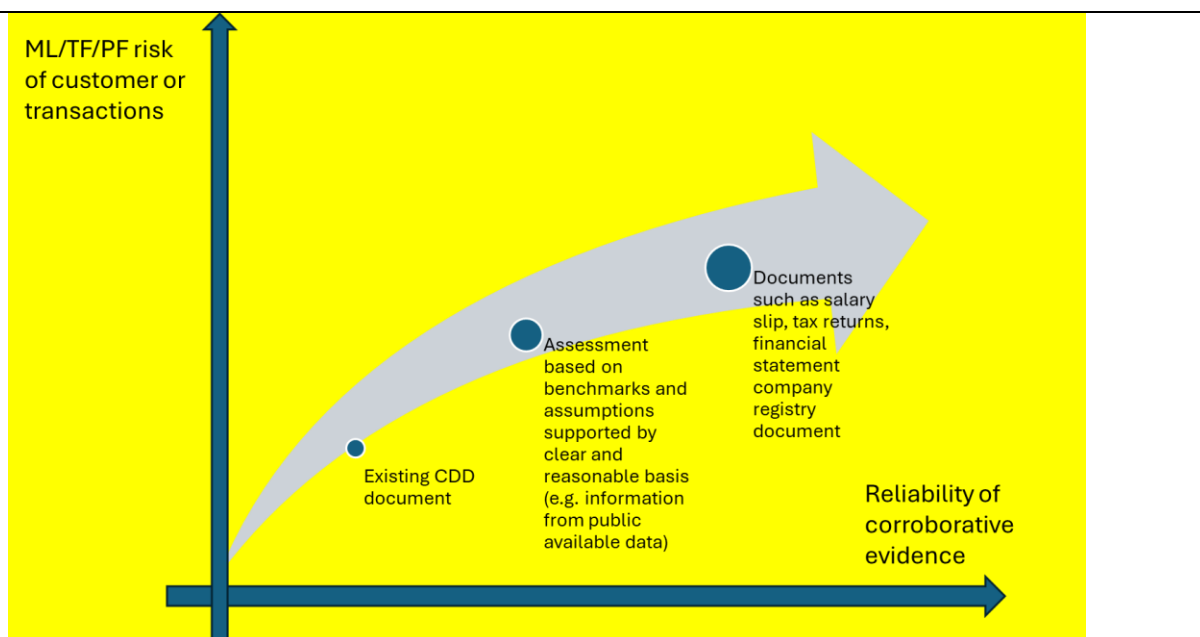 ML/TF/PF risk
of customer or
transactions
Existing CDD
document
Assessment
based on
benchmarks and
assumptions
supported by
clear and
reasonable basis
(e.g. information
from public
available data)
Documents
such as salary
slip, tax returns,
financial
statement
company
registry
document
Reliability of
corroborative
evidence